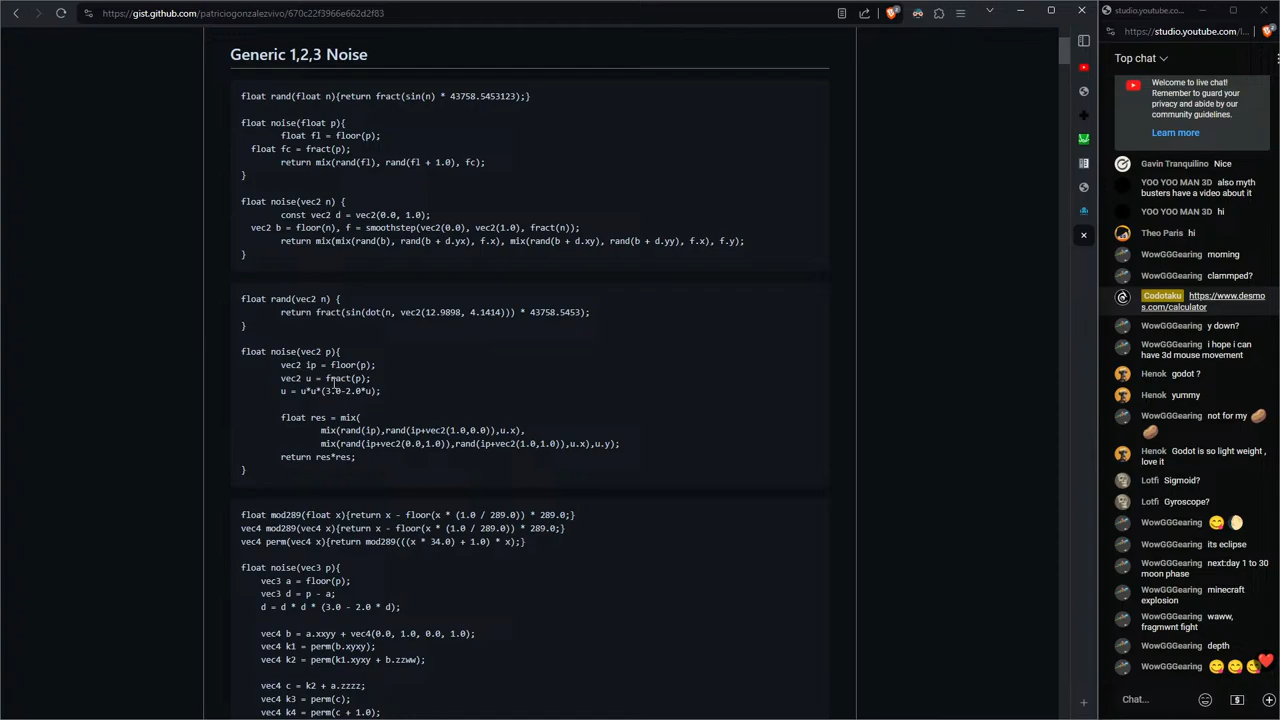 https://gist.github.com/patriciogonzalezvivo/670c22f3966e662d2f83
Generic 1,2,3 Noise
float rand(float n){return fract(sin(n) * 43758.5453123);}
float noise(float p){
float fl = floor(p);
float fc = fract(p);
return mix(rand(fl), rand(fl + 1.0), fc);
}
float noise(vec2 n) {
const vec2 d = vec2(0.0, 1.0);
vec2 b = floor(n), f = smoothstep(vec2(0.0), vec2(1.0), fract(n));
return mix(mix(rand(b), rand(b + d.yx), f.x), mix(rand(b + d.xy), rand(b + d.yy), f.x), f.y);
}
float rand(vec2 n) {
return fract(sin(dot(n, vec2(12.9898, 4.1414))) * 43758.5453);
}
float noise(vec2 p){
vec2 ip = floor(p);
vec2 u = fract(p);
u = u*u*(3.0-2.0*u);
float res = mix(
mix(rand(ip),rand(ip+vec2(1.0,0.0)),u.x),
mix(rand(ip+vec2(0.0,1.0)),rand(ip+vec2(1.0,1.0)),u.x),u.y);
return res*res;
}
float mod289(float x){return x - floor(x * (1.0 / 289.0)) * 289.0;}
vec4 mod289(vec4 x){return x - floor(x * (1.0 / 289.0)) * 289.0;}
vec4 perm(vec4 x){return mod289(((x * 34.0) + 1.0) * x);}
float noise(vec3 p){
vec3 a = floor(p);
vec3 d = p - a;
d = d * d * (3.0 - 2.0 * d);
vec4 b = a.xxyy + vec4(0.0, 1.0, 0.0, 1.0);
vec4 k1 = perm(b.xyxy);
vec4 k2 = perm(k1.xyxy + b.zzww);
vec4 c = k2 + a.zzzz;
vec4 k3 = perm(c);
vec4 k4 = perm(c + 1.0);
studio.youtube.co...
https://studio.youtube.com/l...
Top chat
Welcome to live chat!
Remember to guard your
privacy and abide by our
community guidelines.
Learn more
Gavin Tranquilino Nice
YOO YOO MAN 3D also myth
busters have a video about it
YOO YOO MAN 3D hi
Theo Paris hi
WowGGGearing morning
WowGGGearing clammped?
Codotaku https://www.desmo
s.com/calculator
WowGGGearing y down?
WowGGGearing i hope i can
have 3d mouse movement
Henok godot ?
Henok yummy
WowGGGearing not for my 🥔
🥔
Henok Godot is so light weight ,
love it
Lotfi Sigmoid?
Lotfi Gyroscope?
WowGGGearing 😋 🌔
WowGGGearing its eclipse
WowGGGearing next:day 1 to 30
moon phase
WowGGGearing minecraft
explosion
WowGGGearing waww,
fragmwnt fight
WowGGGearing depth
WowGGGearing 😋 😋 😋
Chat...